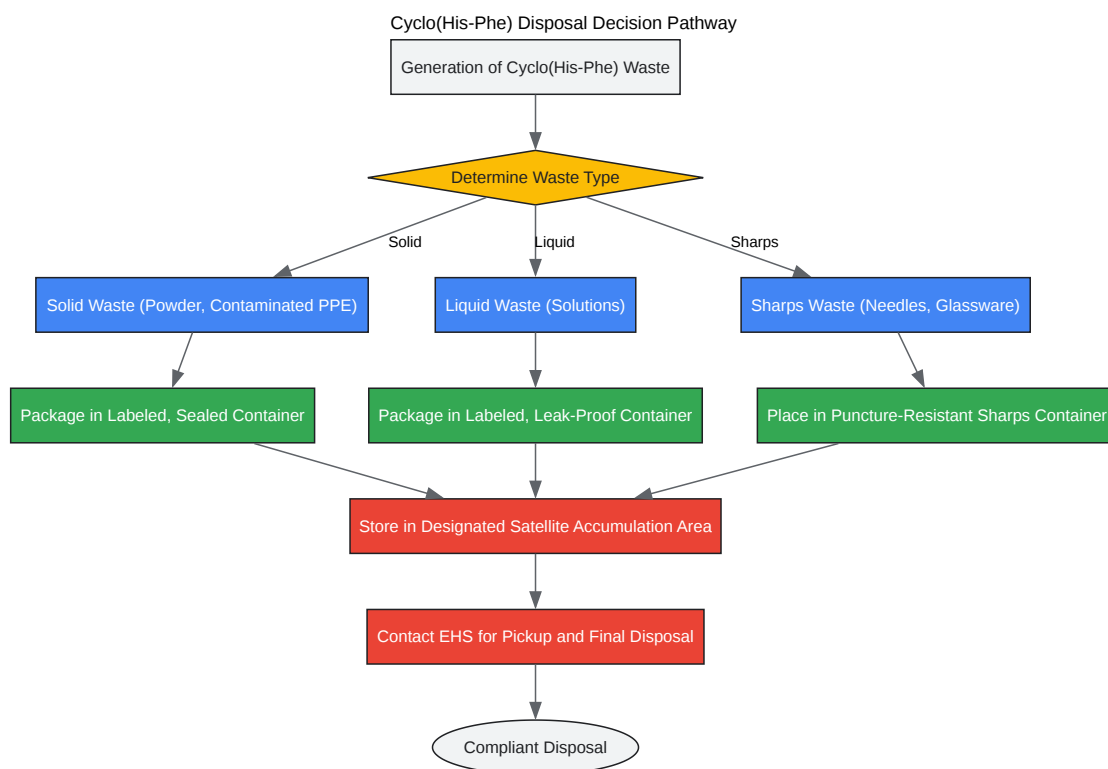 Cyclo(His-Phe) Disposal Decision Pathway
Generation of Cyclo(His-Phe) Waste
Determine Waste Type
Solid
Liquid
Sharps
Solid Waste (Powder, Contaminated PPE)
Liquid Waste (Solutions)
Sharps Waste (Needles, Glassware)
Package in Labeled, Sealed Container
Package in Labeled, Leak-Proof Container
Place in Puncture-Resistant Sharps Container
Store in Designated Satellite Accumulation Area
Contact EHS for Pickup and Final Disposal
Compliant Disposal